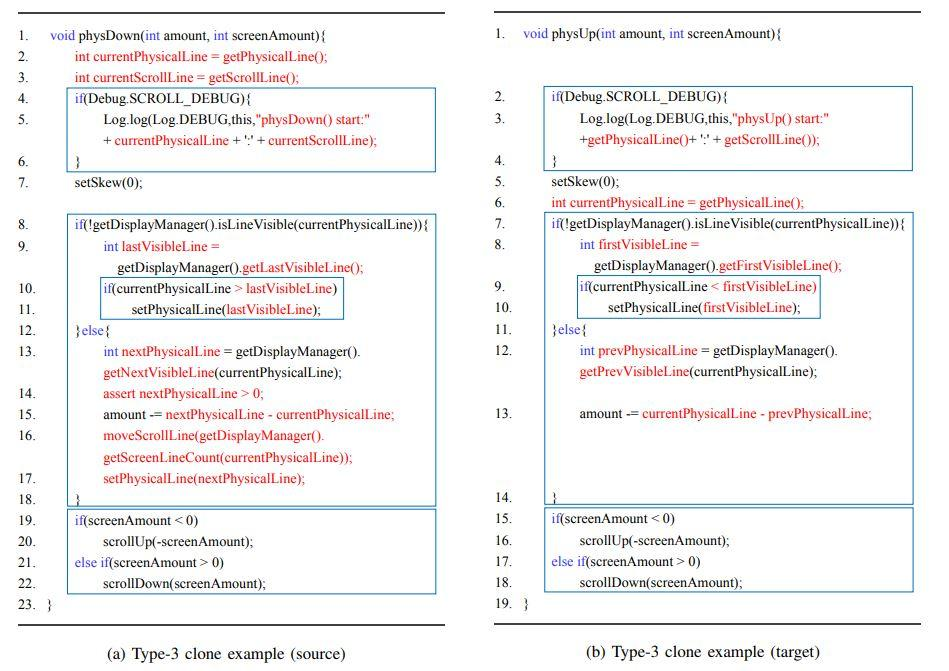 1. void physDown(int amount, int screenAmount){
2. int currentPhysicalLine = getPhysicalLine();
3. int currentScrollLine = getScrollLine();
4. if(Debug.SCROLL_DEBUG){
5. Log.log(Log.DEBUG,this,"physDown() start:"
+ currentPhysicalLine + ':' + currentScrollLine);
6. }
7. setSkew(0);
8. if(!getDisplayManager().isLineVisible(currentPhysicalLine)){
9. int lastVisibleLine =
getDisplayManager().getLastVisibleLine();
10. if(currentPhysicalLine > lastVisibleLine)
11. setPhysicalLine(lastVisibleLine);
12. }else{
13. int nextPhysicalLine = getDisplayManager().
getNextVisibleLine(currentPhysicalLine);
14. assert nextPhysicalLine > 0;
15. amount -= nextPhysicalLine - currentPhysicalLine;
16. moveScrollLine(getDisplayManager().
getScreenLineCount(currentPhysicalLine));
17. setPhysicalLine(nextPhysicalLine);
18. }
19. if(screenAmount < 0)
20. scrollUp(-screenAmount);
21. else if(screenAmount > 0)
22. scrollDown(screenAmount);
23. }
(a) Type-3 clone example (source)
1. void physUp(int amount, int screenAmount){
2. if(Debug.SCROLL_DEBUG){
3. Log.log(Log.DEBUG,this,"physUp() start:"
+getPhysicalLine()+ ':' + getScrollLine());
4. }
5. setSkew(0);
6. int currentPhysicalLine = getPhysicalLine();
7. if(!getDisplayManager().isLineVisible(currentPhysicalLine)){
8. int firstVisibleLine =
getDisplayManager().getFirstVisibleLine();
9. if(currentPhysicalLine < firstVisibleLine)
10. setPhysicalLine(firstVisibleLine);
11. }else{
12. int prevPhysicalLine = getDisplayManager().
getPrevVisibleLine(currentPhysicalLine);
13. amount -= currentPhysicalLine - prevPhysicalLine;
14. }
15. if(screenAmount < 0)
16. scrollUp(-screenAmount);
17. else if(screenAmount > 0)
18. scrollDown(screenAmount);
19. }
(b) Type-3 clone example (target)